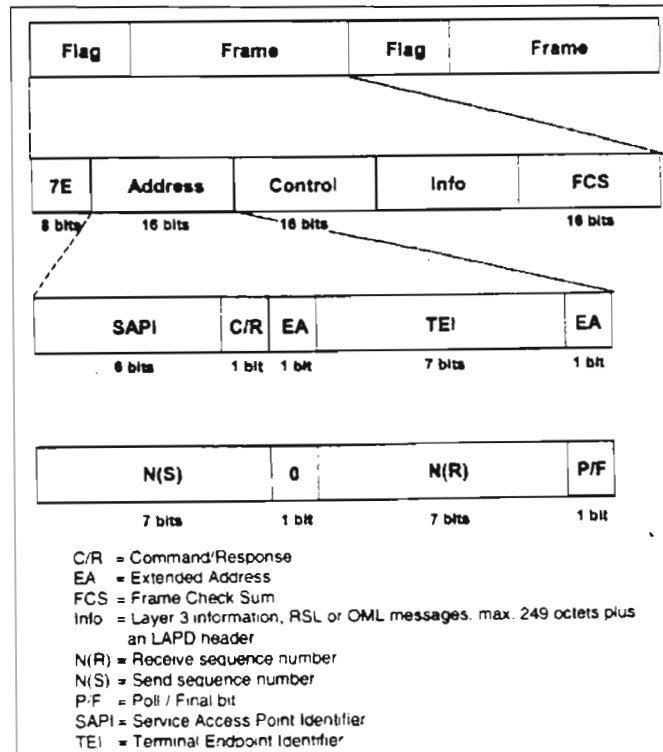 Flag Frame Flag Frame
7E Address Control Info FCS
8 bits 16 bits 16 bits 16 bits
SAPI C/R EA TEI EA
6 bits 1 bit 1 bit 7 bits 1 bit
N(S) 0 N(R) P/F
7 bits 1 bit 7 bits 1 bit
C/R = Command/Response
EA = Extended Address
FCS = Frame Check Sum
Info = Layer 3 information, RSL or OML messages. max. 249 octets plus
an LAPD header
N(R) = Receive sequence number
N(S) = Send sequence number
P/F = Poll / Final bit
SAPI = Service Access Point Identifier
TEI = Terminal Endpoint Identifier